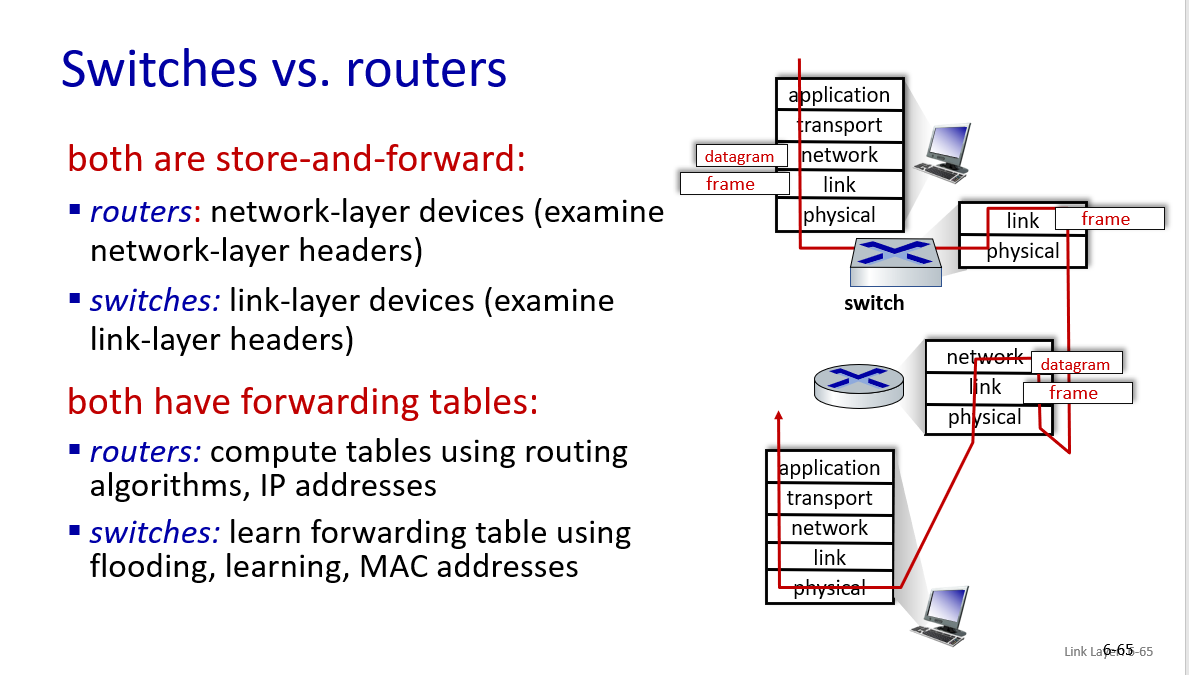 Switches vs. routers
both are store-and-forward:
▪ routers: network-layer devices (examine
network-layer headers)
▪ switches: link-layer devices (examine
link-layer headers)
both have forwarding tables:
▪ routers: compute tables using routing
algorithms, IP addresses
▪ switches: learn forwarding table using
flooding, learning, MAC addresses
application
transport
datagram
network
frame
link
physical
link
frame
physical
switch
network
datagram
link
frame
physical
application
transport
network
link
physical
Link Layer: 6-65
6-65